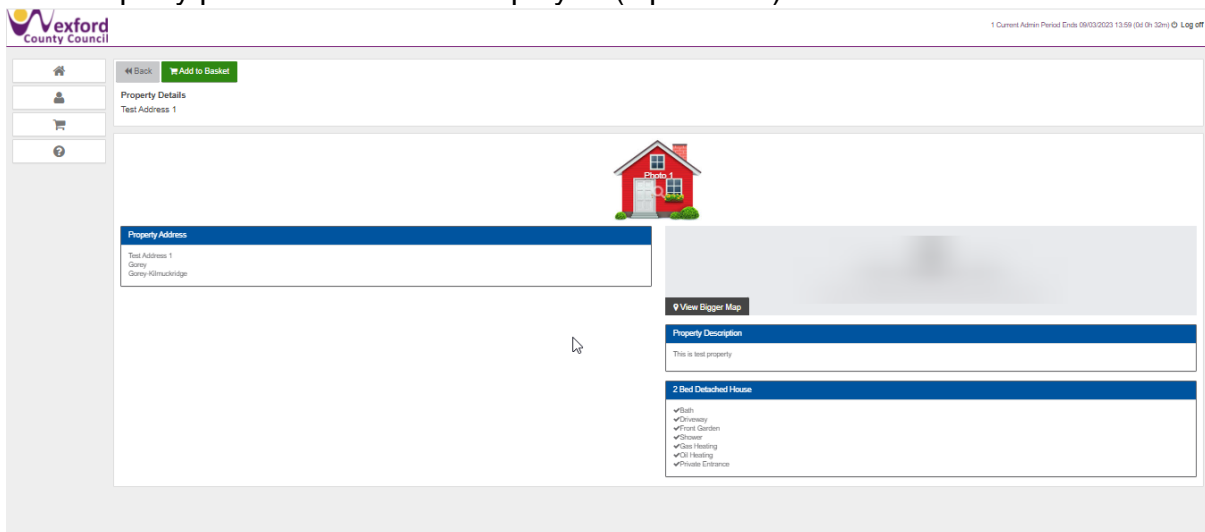 Wexford
County Council
1 Current Admin Period Ends 09/03/2023 13:59 (0d 0h 32m) Log off
Back
Add to Basket
Property Details
Test Address 1
Photo 1
Property Address
Test Address 1
Gorey
Gorey-Kilmuckridge
View Bigger Map
Property Description
This is test property
2 Bed Detached House
Bath
Driveway
Front Garden
Shower
Gas Heating
Oil Heating
Private Entrance